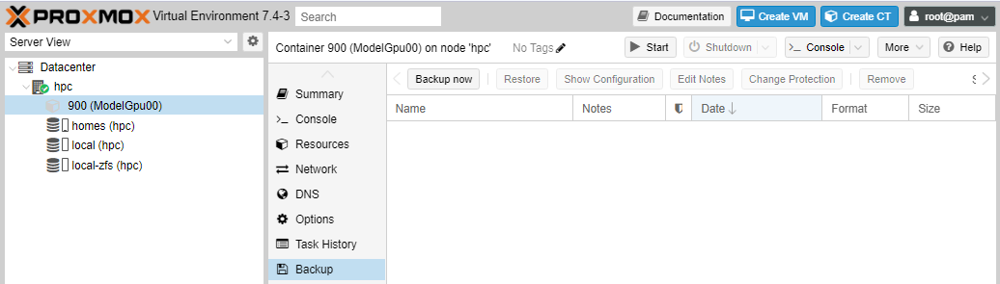 PROXMOX Virtual Environment 7.4-3 Search Documentation Create VM Create CT root@pam
Server View
Container 900 (ModelGpu00) on node 'hpc' No Tags Start Shutdown Console More Help
Datacenter
hpc
900 (ModelGpu00)
homes (hpc)
local (hpc)
local-zfs (hpc)
Summary
Console
Resources
Network
DNS
Options
Task History
Backup
Backup now Restore Show Configuration Edit Notes Change Protection Remove
Name Notes Date Format Size